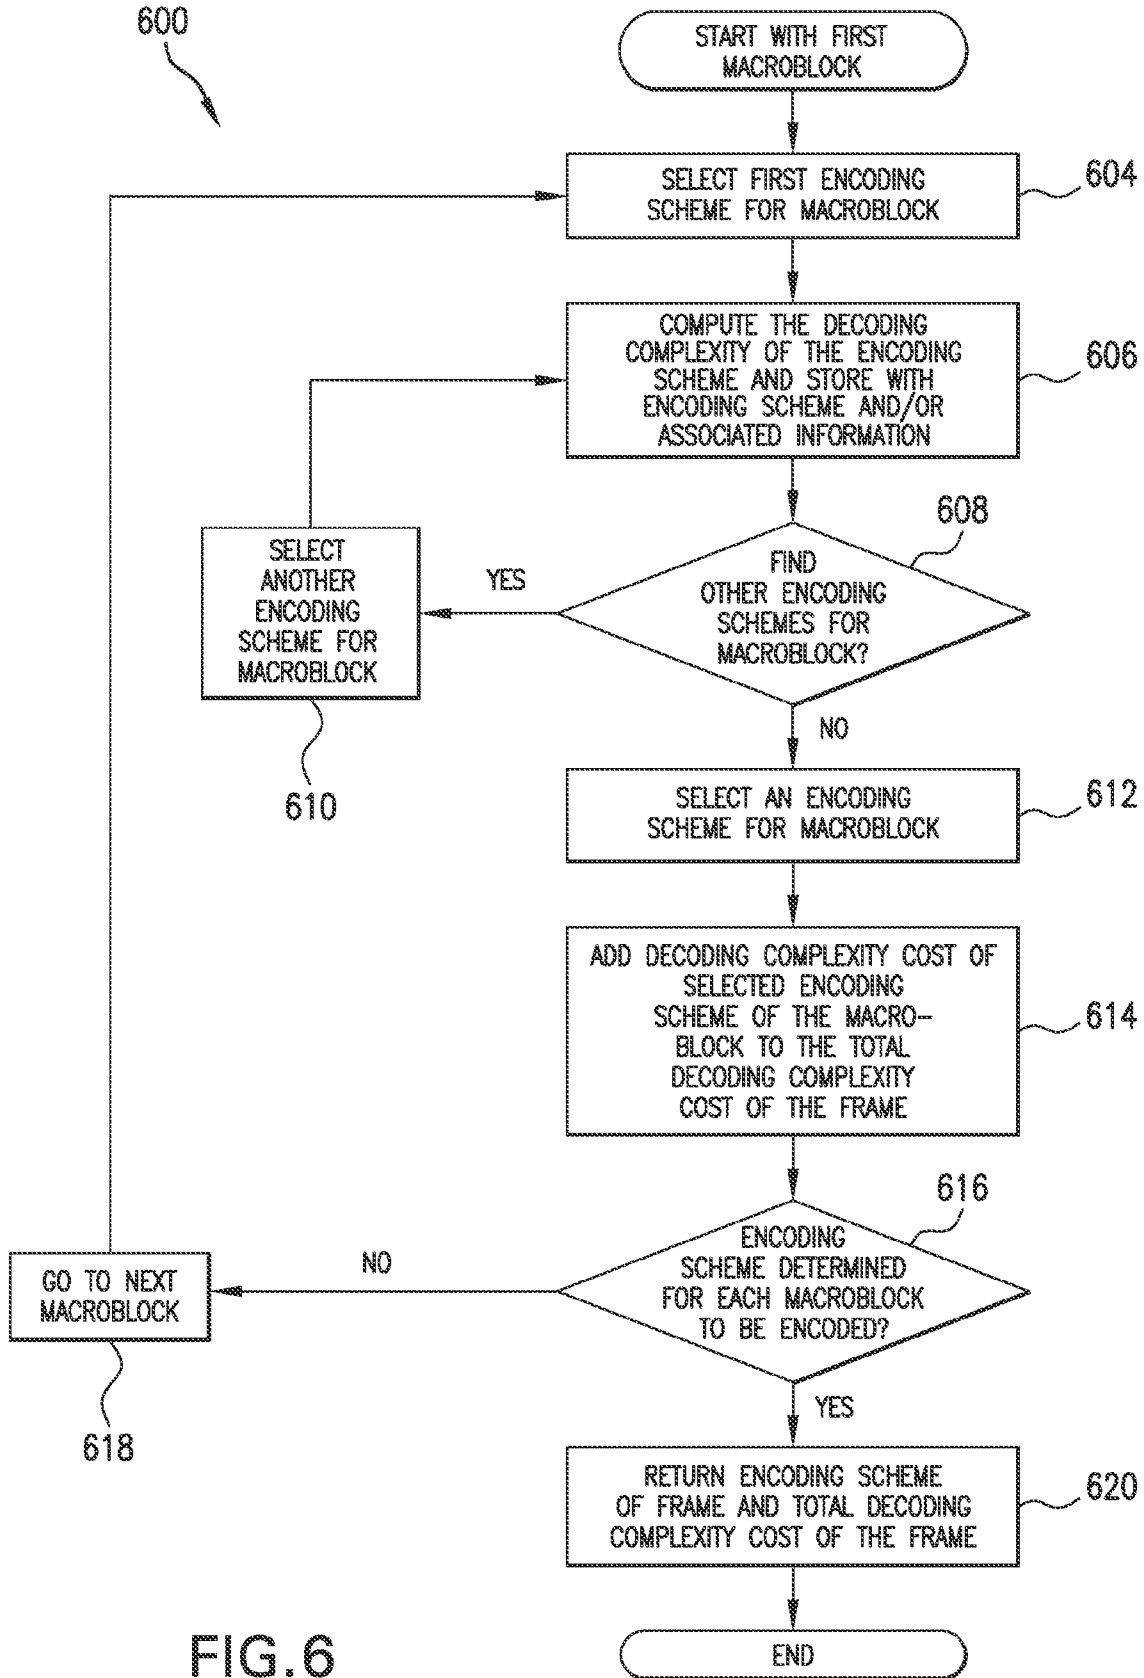 600
START WITH FIRST
MACROBLOCK
SELECT FIRST ENCODING
SCHEME FOR MACROBLOCK
604
COMPUTE THE DECODING
COMPLEXITY OF THE ENCODING
SCHEME AND STORE WITH
ENCODING SCHEME AND/OR
ASSOCIATED INFORMATION
606
608
FIND
OTHER ENCODING
SCHEMES FOR
MACROBLOCK?
YES
SELECT
ANOTHER
ENCODING
SCHEME FOR
MACROBLOCK
610
NO
SELECT AN ENCODING
SCHEME FOR MACROBLOCK
612
ADD DECODING COMPLEXITY COST OF
SELECTED ENCODING
SCHEME OF THE MACRO-
BLOCK TO THE TOTAL
DECODING COMPLEXITY
COST OF THE FRAME
614
616
ENCODING
SCHEME DETERMINED
FOR EACH MACROBLOCK
TO BE ENCODED?
NO
GO TO NEXT
MACROBLOCK
618
YES
RETURN ENCODING SCHEME
OF FRAME AND TOTAL DECODING
COMPLEXITY COST OF THE FRAME
620
END
FIG.6